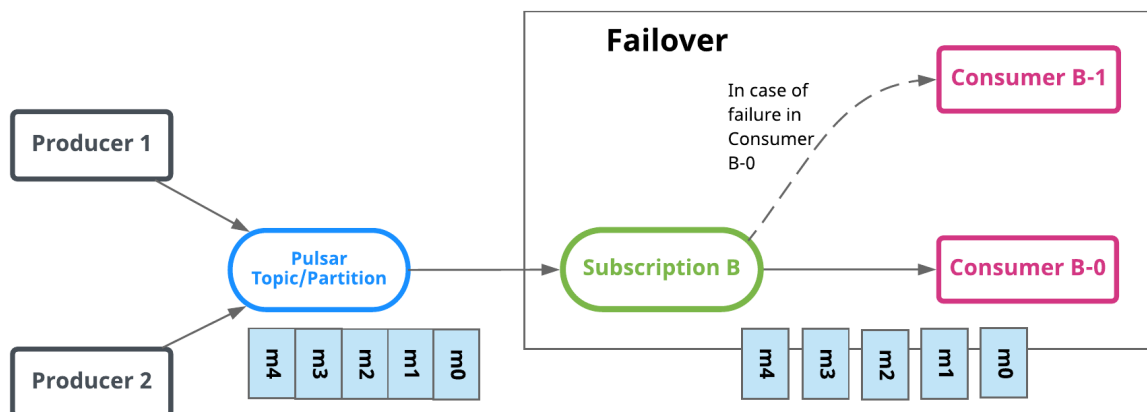 Failover
Consumer B-1
In case of
failure in
Consumer
B-0
Producer 1
Pulsar
Topic/Partition
Subscription B
Consumer B-0
Producer 2
m4
m3
m2
m1
m0
m4
m3
m2
m1
m0